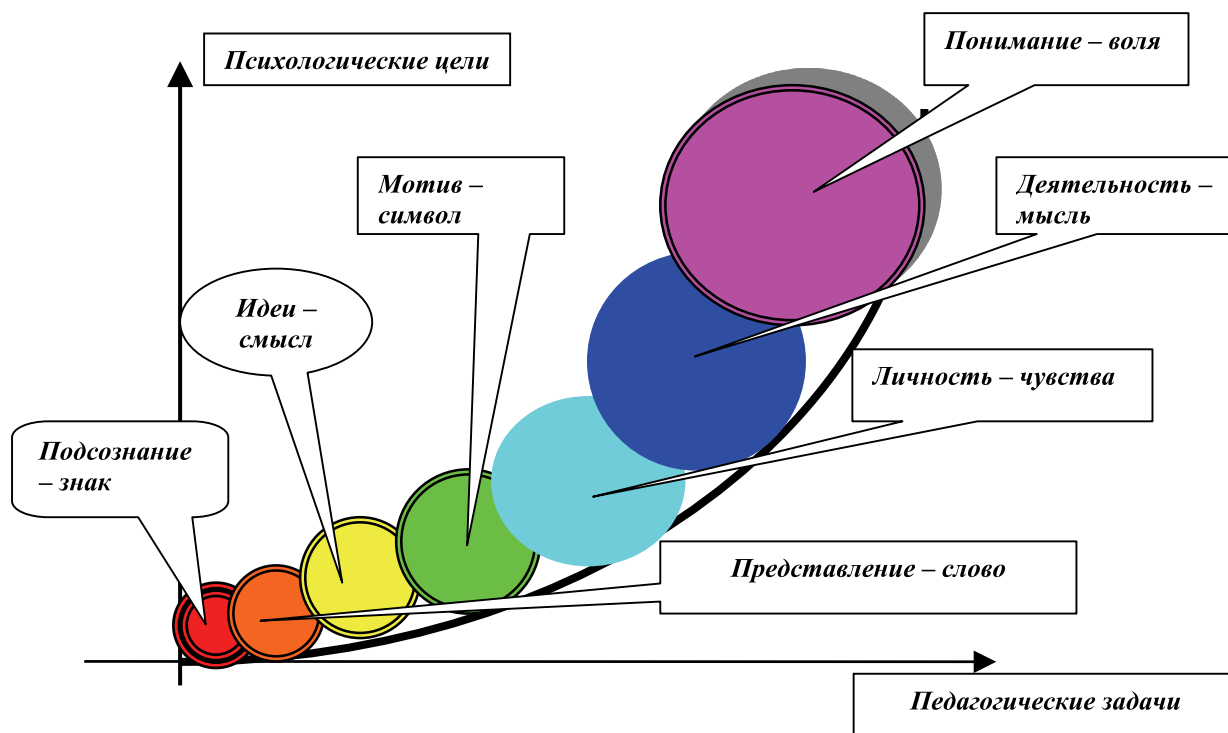 Психологические цели
Понимание – воля
Мотив –
символ
Деятельность –
мысль
Идеи –
смысл
Личность – чувства
Подсознание
– знак
Представление – слово
Педагогические задачи